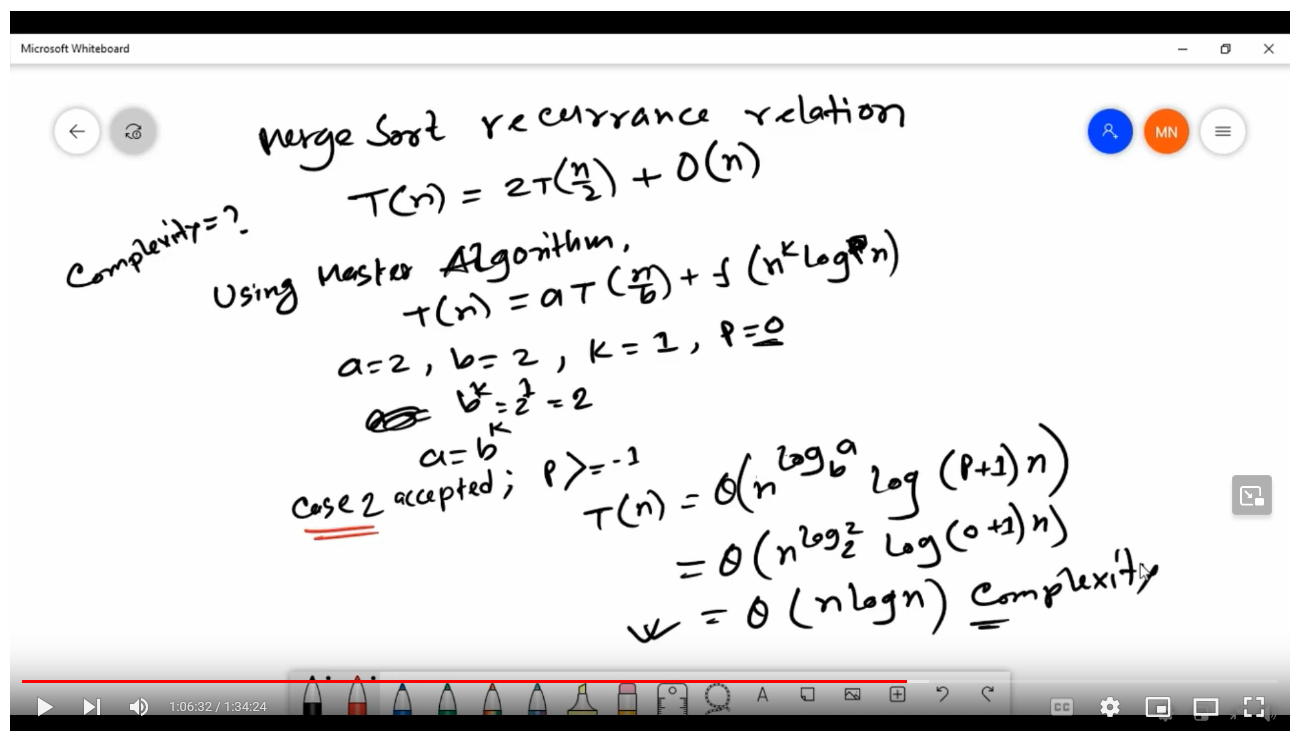 Microsoft Whiteboard
MN
Merge Sort recurrance relation
T(n) = 2T(n/2) + O(n)
Complexity = ?
Using Master Algorithm,
T(n) = aT(n/b) + f(n^k log^p n)
a=2, b=2, k=1, P=0
b^k = 2^1 = 2
a=b^k
Case 2 accepted; P>=-1
T(n) = θ(n^log_b^a log (P+1)n)
= θ(n^log_2^2 log(0+1)n)
= θ(nlogn) Complexity
A
1:06:32 / 1:34:24
CC